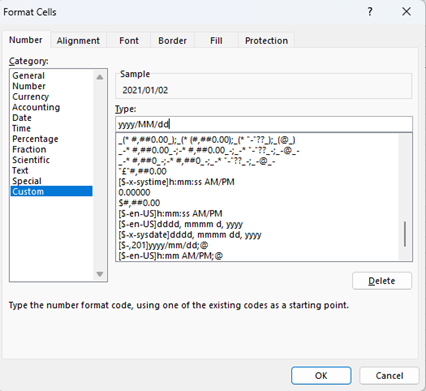 Format Cells
Number Alignment Font Border Fill Protection
Category:
General
Number
Currency
Accounting
Date
Time
Percentage
Fraction
Scientific
Text
Special
Custom
Sample
2021/01/02
Type:
yyyy/MM/dd
_(* #,##0.00_);_(* (#,##0.00);_(* "-"??_);_(@_)
_-* #,##0.00_-;-* #,##0.00_-;_-* "-"??_-;_-@_-
_-* #,##0_-;-* #,##0_-;_-* "-"??_-;_-@_-
"£"#,##0.00
[$-x-systime]h:mm:ss AM/PM
0.00000
$#,##0.00
[$-en-US]h:mm:ss AM/PM
[$-en-US]dddd, mmmm d, yyyy
[$-x-sysdate]dddd, mmmm dd, yyyy
[$-,201]yyyy/mm/dd;@
[$-en-US]h:mm AM/PM;@
Delete
Type the number format code, using one of the existing codes as a starting point.
OK Cancel